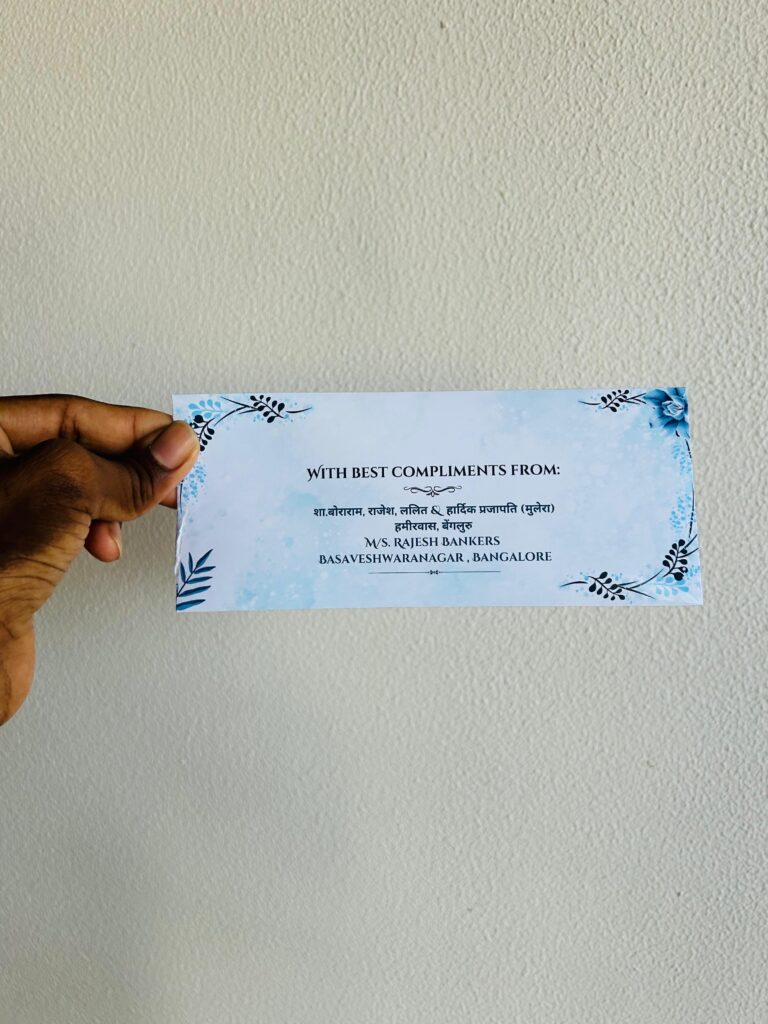 With best compliments from:
शा.बोराराम, राजेश, ललित & हार्दिक प्रजापति (मुलेरा)
हमीरवास, बेंगलुरु
M/s. Rajesh Bankers
Basaveshwaranagar , Bangalore